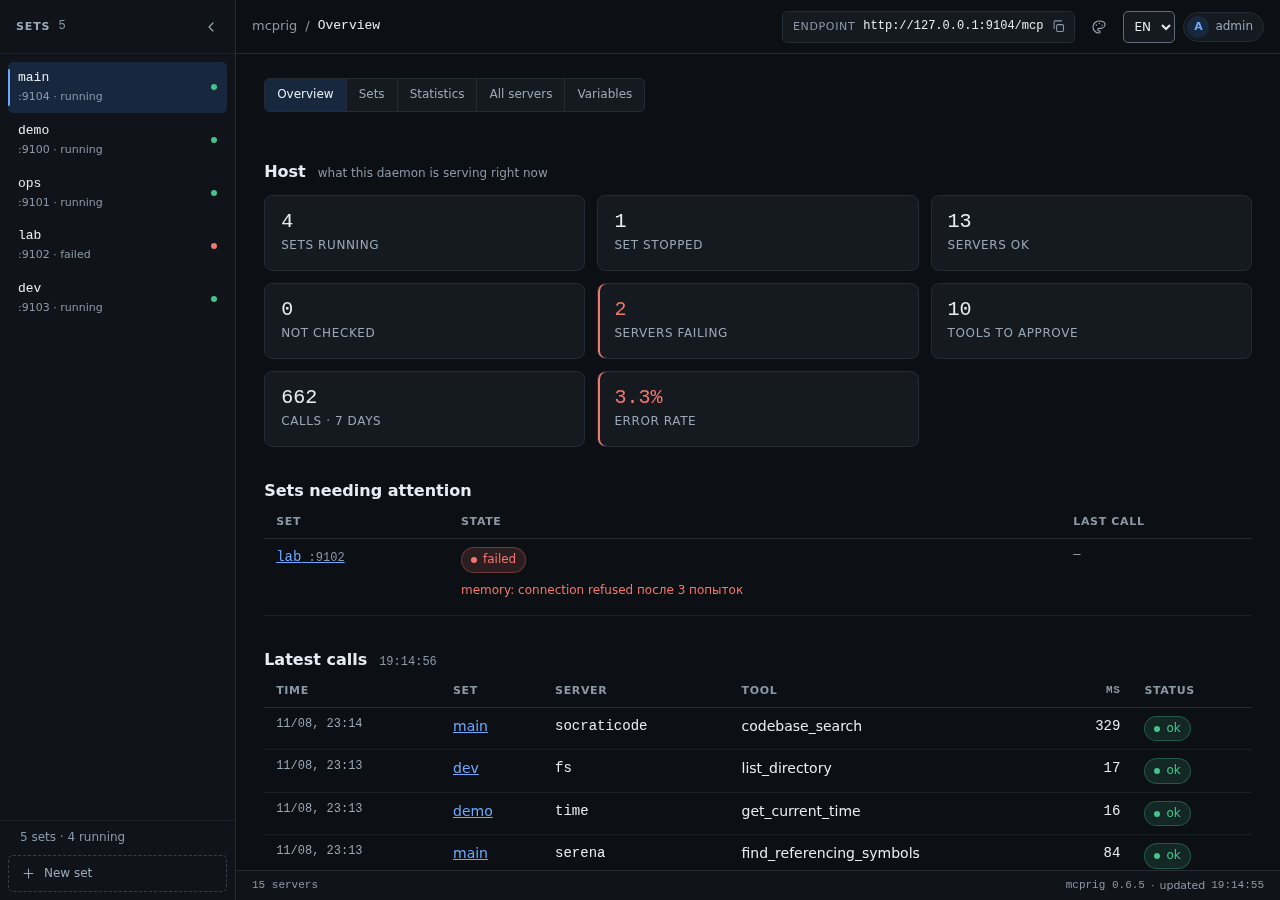 SETS 5
mcprig / Overview
ENDPOINT http://127.0.0.1:9104/mcp
EN
A admin
main
:9104 · running
demo
:9100 · running
ops
:9101 · running
lab
:9102 · failed
dev
:9103 · running
5 sets · 4 running
New set
Overview Sets Statistics All servers Variables
Host what this daemon is serving right now
4
SETS RUNNING
1
SET STOPPED
13
SERVERS OK
0
NOT CHECKED
2
SERVERS FAILING
10
TOOLS TO APPROVE
662
CALLS · 7 DAYS
3.3%
ERROR RATE
Sets needing attention
SET STATE LAST CALL
lab :9102 failed —
memory: connection refused после 3 попыток
Latest calls 19:14:56
TIME SET SERVER TOOL MS STATUS
11/08, 23:14 main socraticode codebase_search 329 ok
11/08, 23:13 dev fs list_directory 17 ok
11/08, 23:13 demo time get_current_time 16 ok
11/08, 23:13 main serena find_referencing_symbols 84 ok
15 servers
mcprig 0.6.5 · updated 19:14:55